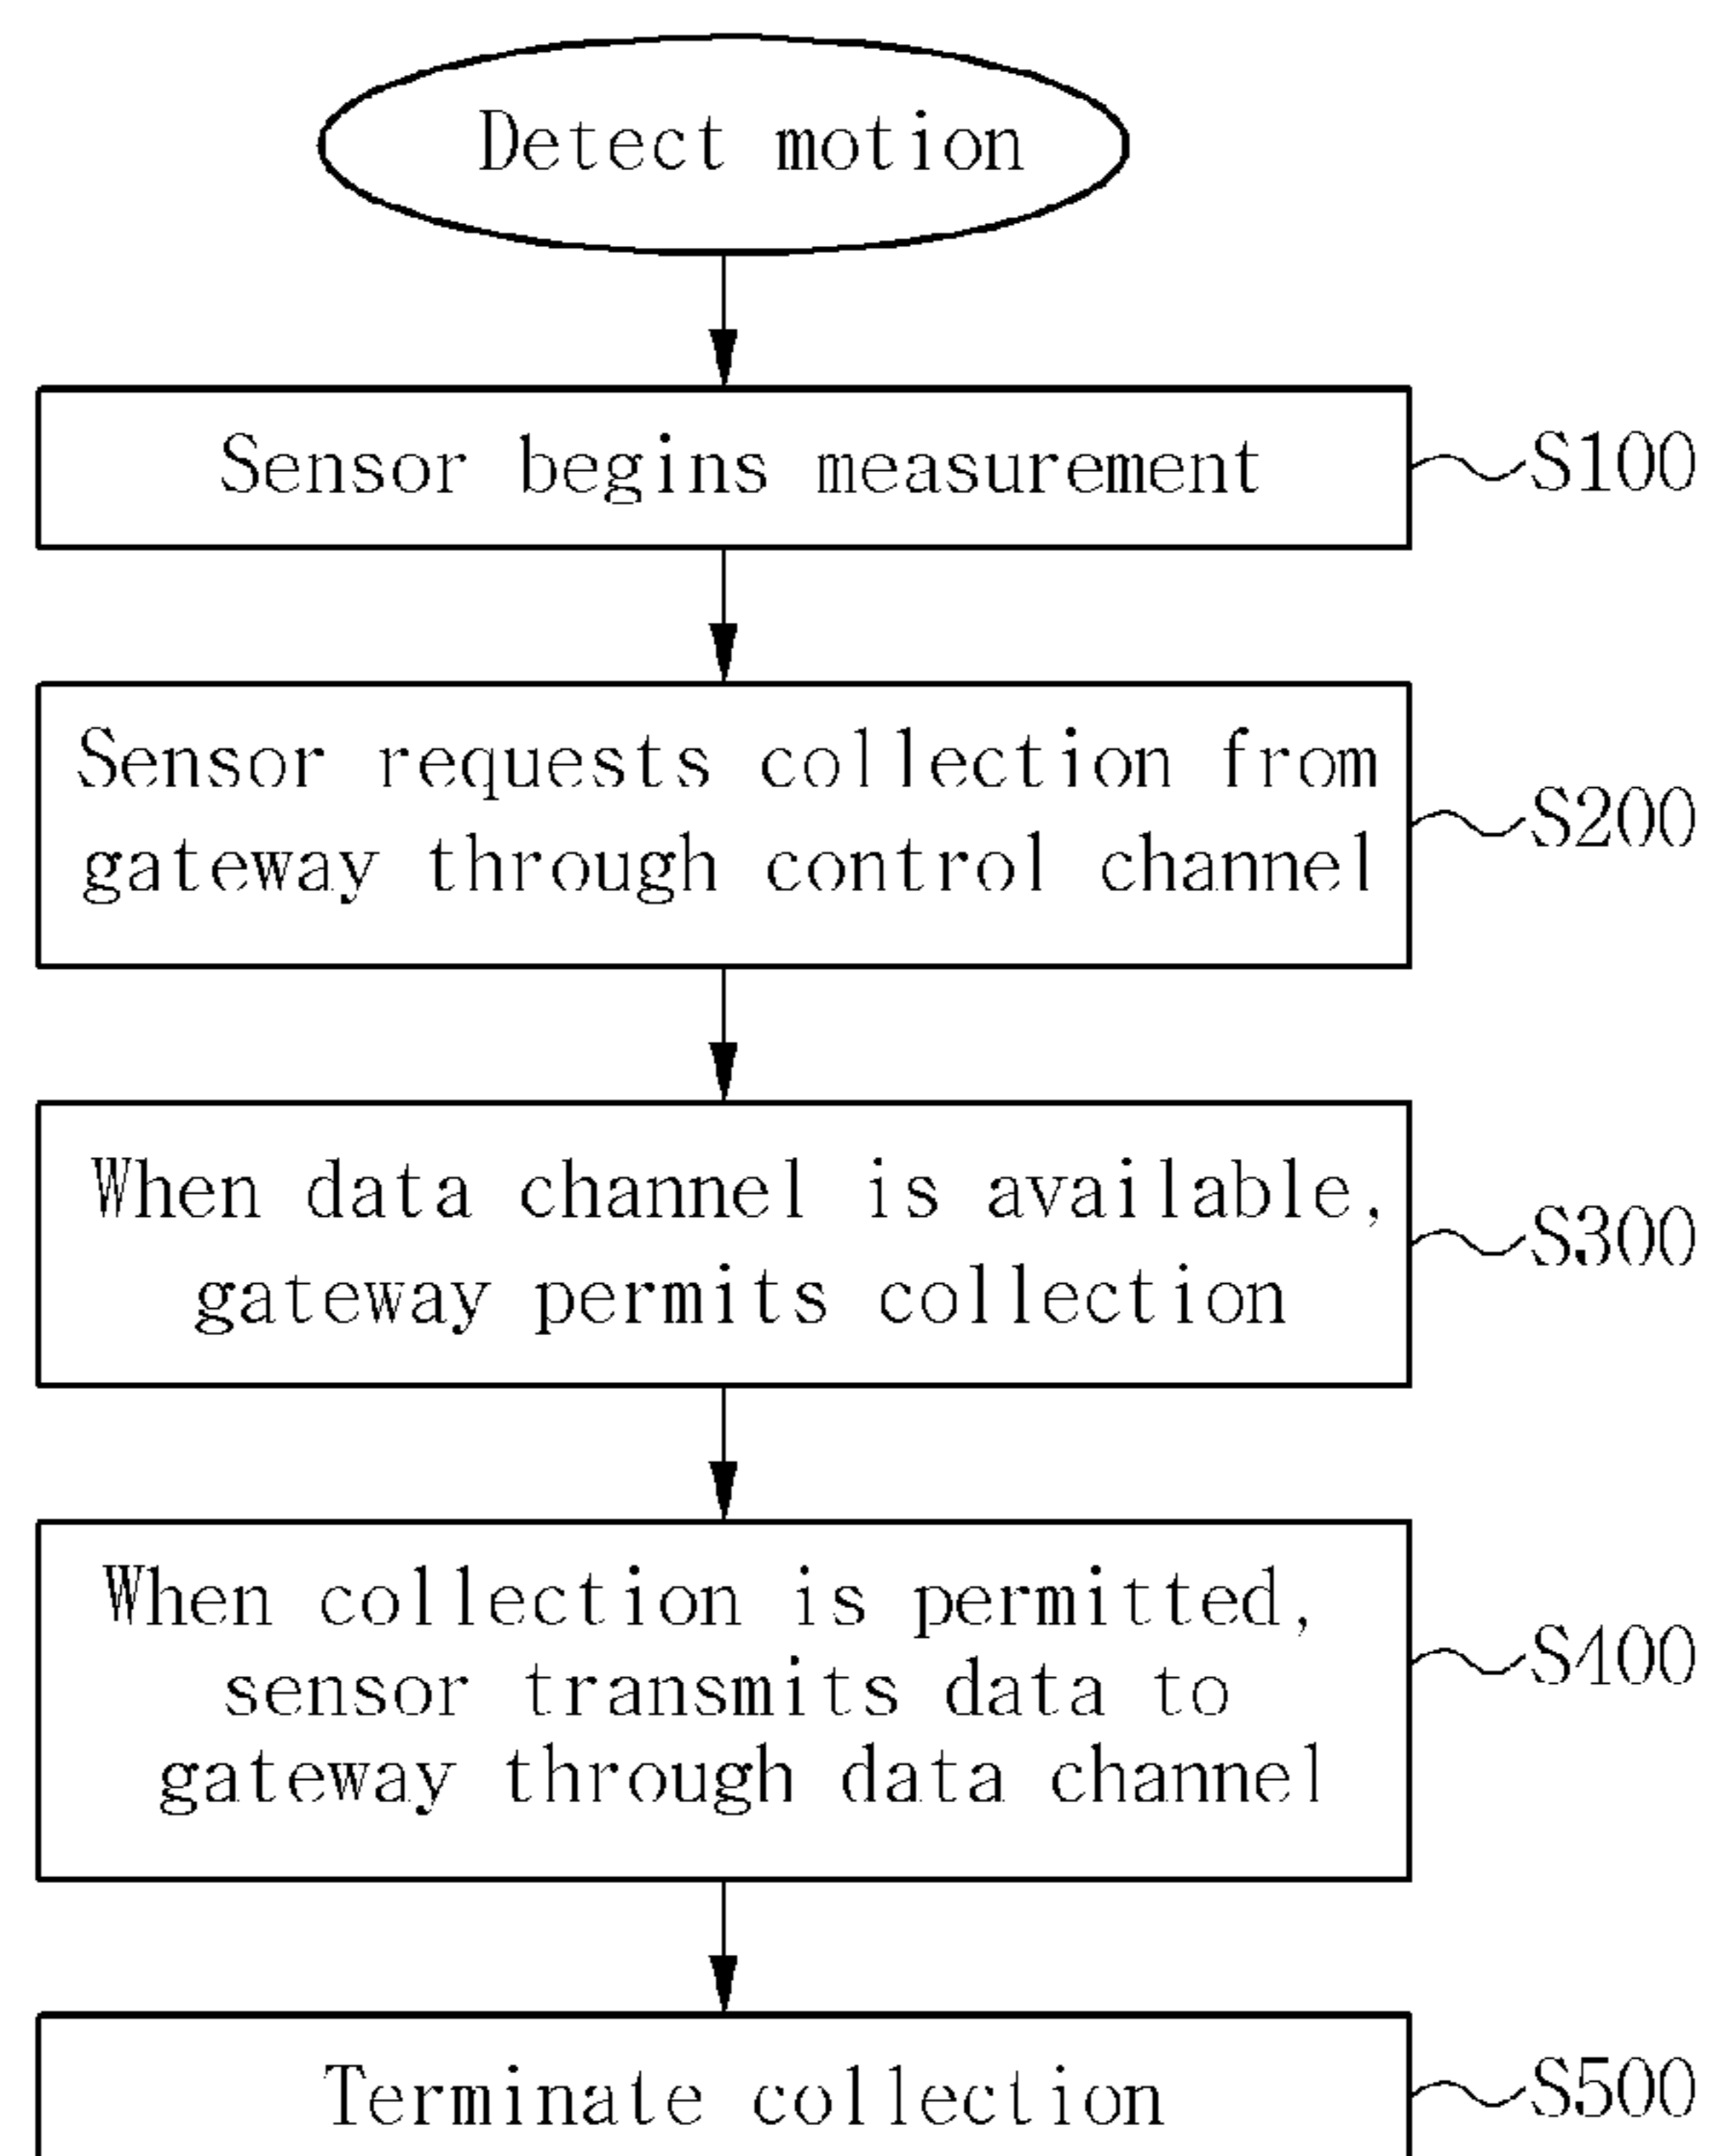 Detect motion
Sensor begins measurement
S100
Sensor requests collection from
gateway through control channel
S200
When data channel is available,
gateway permits collection
S300
When collection is permitted,
sensor transmits data to
gateway through data channel
S400
Terminate collection
S500